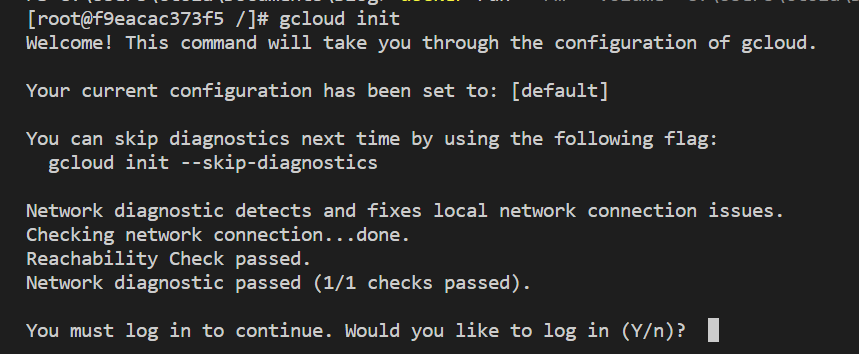 [root@f9eacac373f5 /]# gcloud init
Welcome! This command will take you through the configuration of gcloud.
Your current configuration has been set to: [default]
You can skip diagnostics next time by using the following flag:
gcloud init --skip-diagnostics
Network diagnostic detects and fixes local network connection issues.
Checking network connection...done.
Reachability Check passed.
Network diagnostic passed (1/1 checks passed).
You must log in to continue. Would you like to log in (Y/n)?